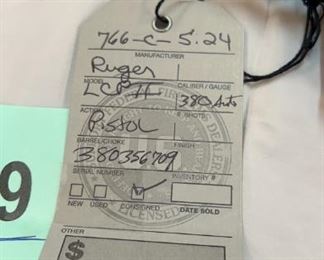 766-C-5.24
MANUFACTURER
Ruger
MODEL CALIBER / GAUGE
LCP II 380 Auto
ACTION # SHOTS
Pistol
BARREL/CHOKE FINISH
380356709
SERIAL NUMBER INVENTORY #
NEW USED CONSIGNED DATE SOLD
LICENSED
OTHER
$
9